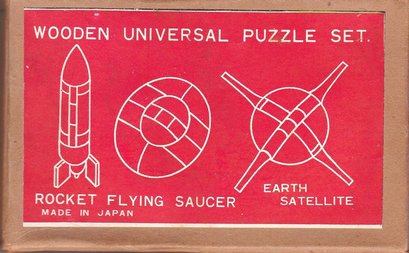 WOODEN UNIVERSAL PUZZLE SET.
ROCKET FLYING SAUCER
MADE IN JAPAN
EARTH
SATELLITE